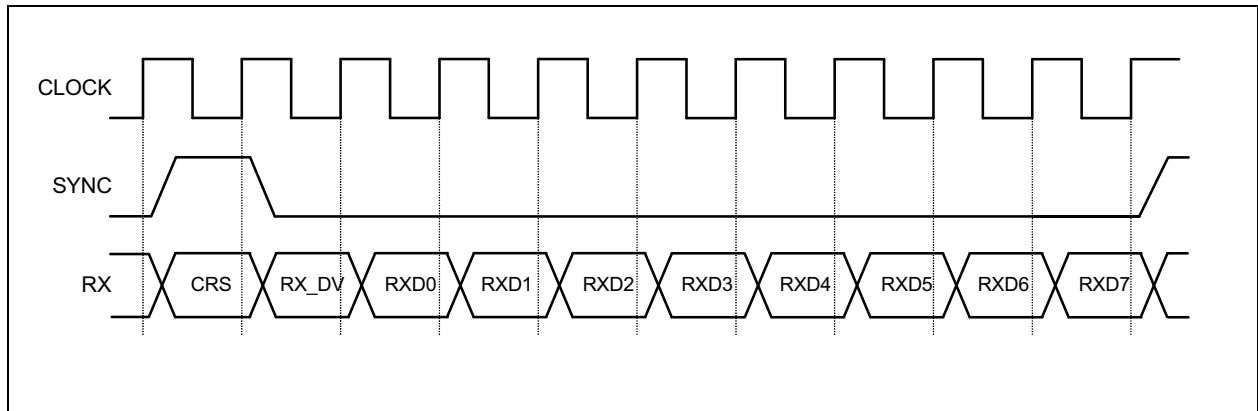 CLOCK
SYNC
RX CRS RX_DV RXD0 RXD1 RXD2 RXD3 RXD4 RXD5 RXD6 RXD7